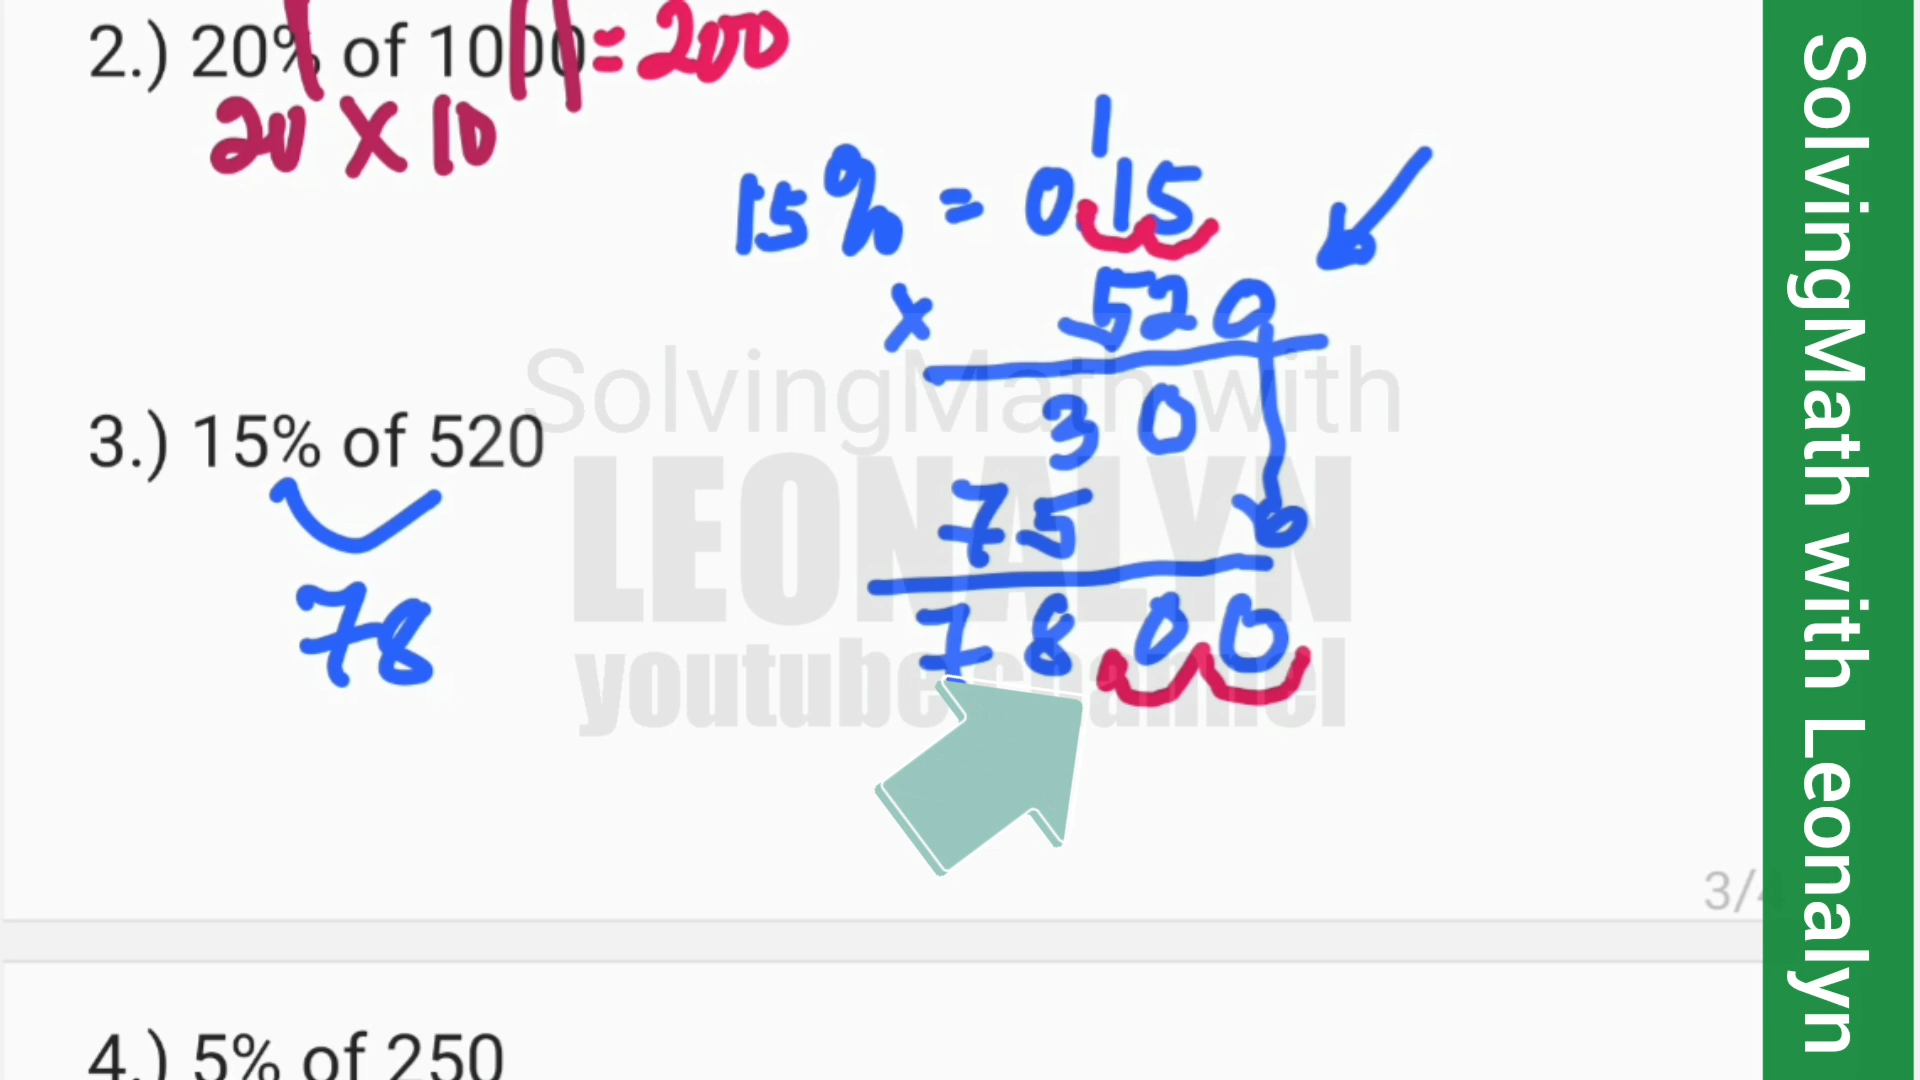 2.) 20% of 1000 = 200
20 x 10
1
15% = 0.15
x 520
3.) 15% of 520
30
75
78
78.00
SolvingMath with
LEONALYN
youtube channel
3/4
4.) 5% of 250
SolvingMath with Leonalyn